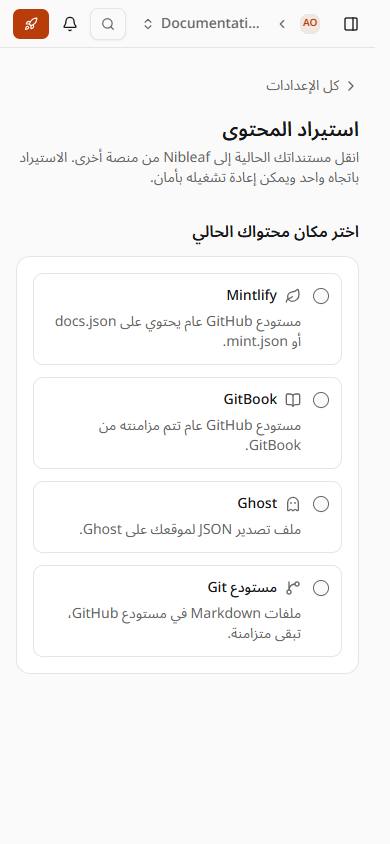 AO
Documentati...
كل الإعدادات
استيراد المحتوى
انقل مستنداتك الحالية إلى Nibleaf من منصة أخرى. الاستيراد
باتجاه واحد ويمكن إعادة تشغيله بأمان.
اختر مكان محتواك الحالي
Mintlify
مستودع GitHub عام يحتوي على docs.json
أو mint.json.
GitBook
مستودع GitHub عام تتم مزامنته من
GitBook.
Ghost
ملف تصدير JSON لموقعك على Ghost.
مستودع Git
ملفات Markdown في مستودع GitHub،
تبقى متزامنة.